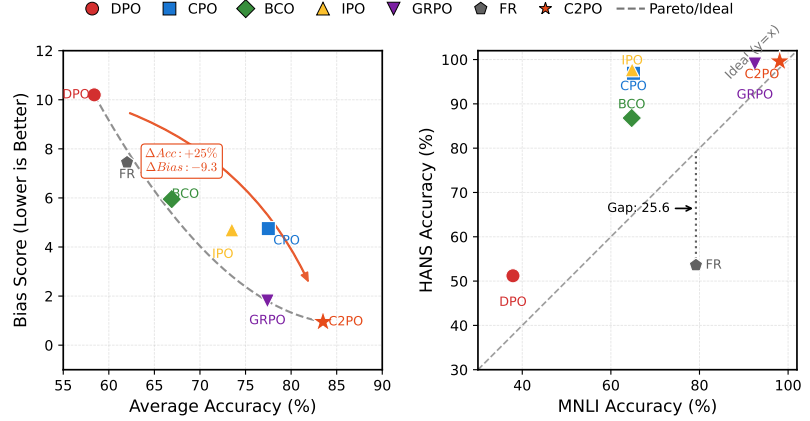 DPO CPO BCO IPO GRPO FR C2PO Pareto/Ideal
12
10
8
6
4
2
0
55 60 65 70 75 80 85 90
Bias Score (Lower is Better)
Average Accuracy (%)
DPO
FR
BCO
IPO
CPO
GRPO
C2PO
ΔAcc: +25%
ΔBias: −9.3
100
90
80
70
60
50
40
30
40 60 80 100
HANS Accuracy (%)
MNLI Accuracy (%)
Ideal (y=x)
IPO
CPO
BCO
C2PO
GRPO
Gap: 25.6
FR
DPO